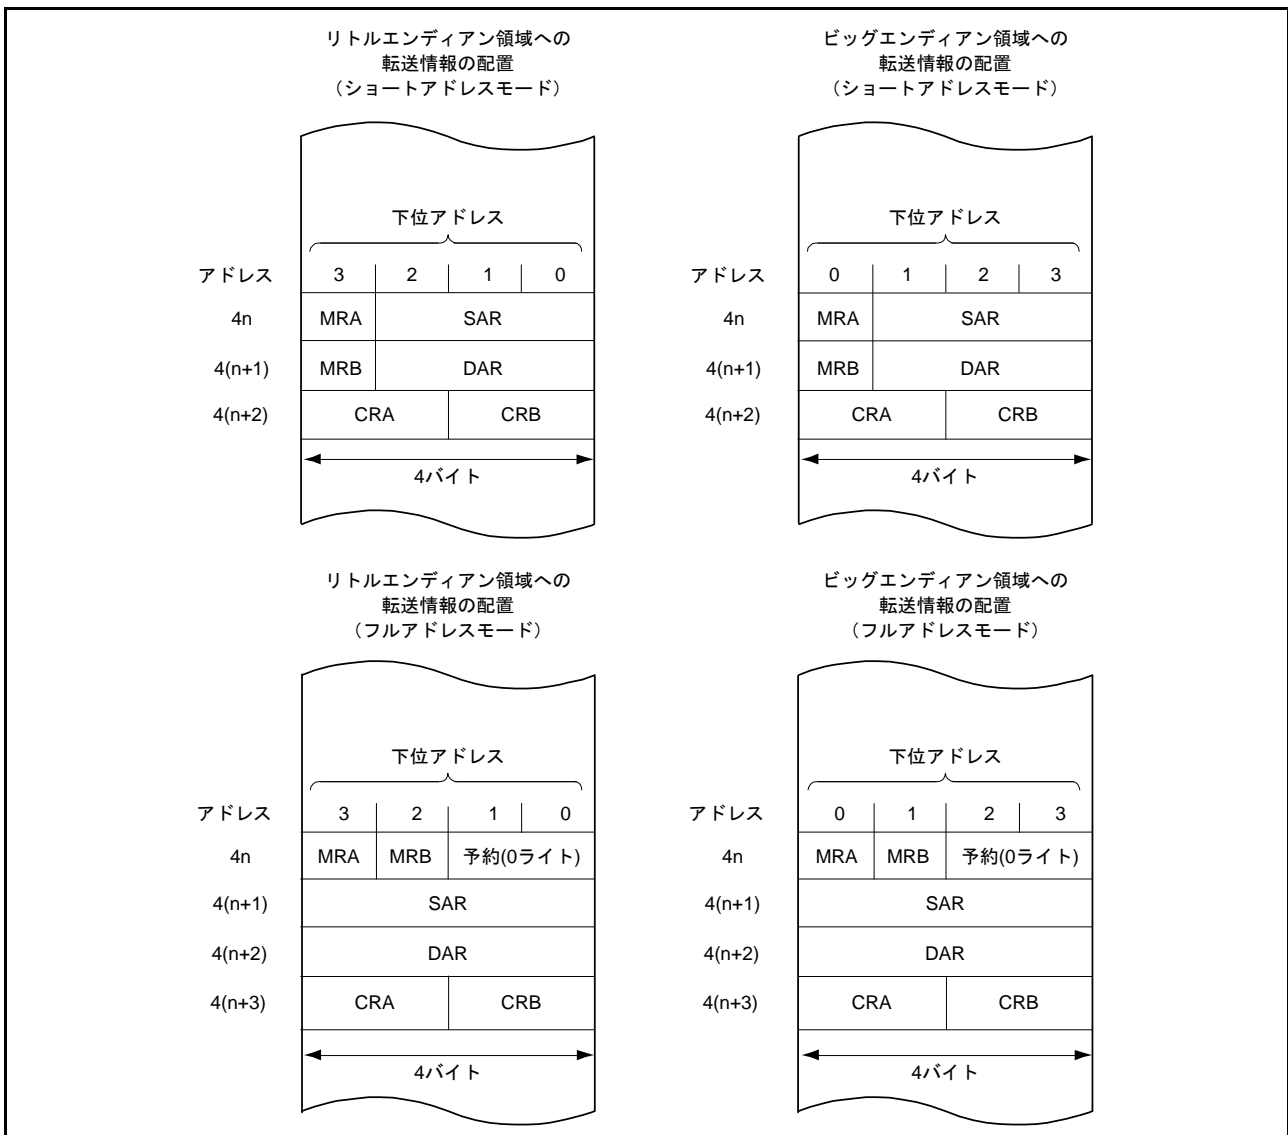 リトルエンディアン領域への
転送情報の配置
（ショートアドレスモード）
下位アドレス
アドレス 3 2 1 0
4n MRA SAR
4(n+1) MRB DAR
4(n+2) CRA CRB
4バイト
ビッグエンディアン領域への
転送情報の配置
（ショートアドレスモード）
下位アドレス
アドレス 0 1 2 3
4n MRA SAR
4(n+1) MRB DAR
4(n+2) CRA CRB
4バイト
リトルエンディアン領域への
転送情報の配置
（フルアドレスモード）
下位アドレス
アドレス 3 2 1 0
4n MRA MRB 予約(0ライト)
4(n+1) SAR
4(n+2) DAR
4(n+3) CRA CRB
4バイト
ビッグエンディアン領域への
転送情報の配置
（フルアドレスモード）
下位アドレス
アドレス 0 1 2 3
4n MRA MRB 予約(0ライト)
4(n+1) SAR
4(n+2) DAR
4(n+3) CRA CRB
4バイト